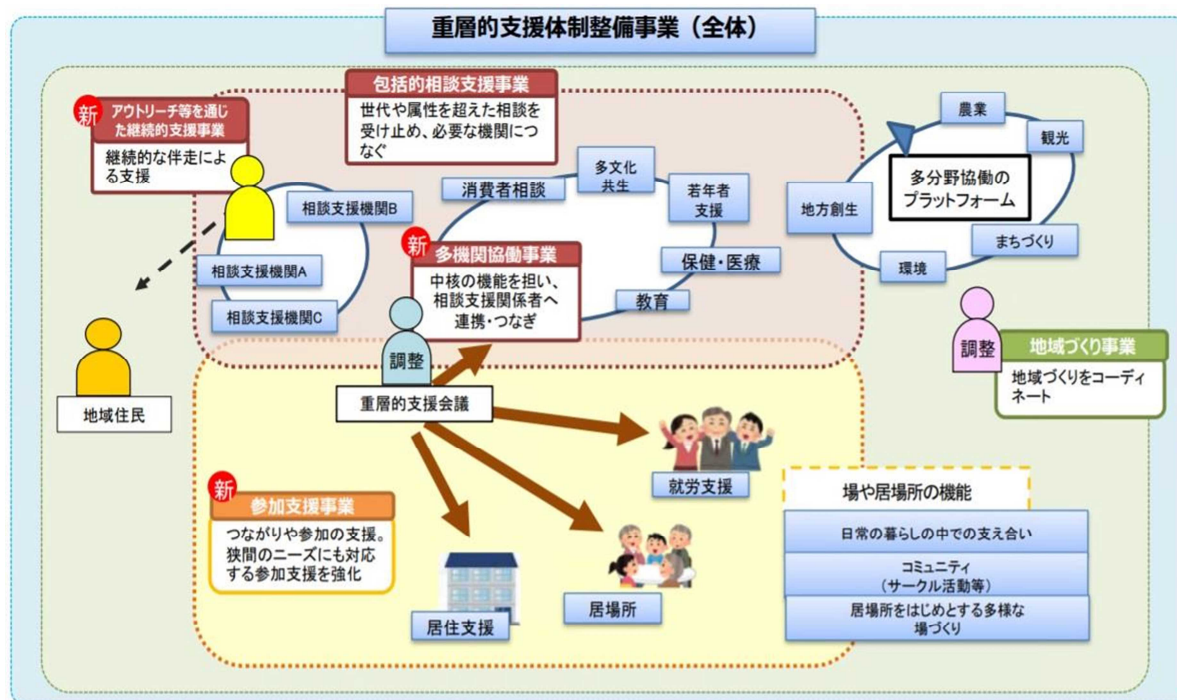 重層的支援体制整備事業（全体）
包括的相談支援事業
世代や属性を超えた相談を
受け止め、必要な機関につ
なぐ
新
アウトリーチ等を通じ
た継続的支援事業
継続的な伴走によ
る支援
相談支援機関B
相談支援機関A
相談支援機関C
消費者相談
多文化
共生
若年者
支援
保健・医療
教育
新
多機関協働事業
中核の機能を担い、
相談支援関係者へ
連携・つなぎ
農業
観光
多分野協働の
プラットフォーム
地方創生
まちづくり
環境
調整
地域づくり事業
地域づくりをコーディ
ネート
地域住民
調整
重層的支援会議
就労支援
新
参加支援事業
つながりや参加の支援。
狭間のニーズにも対応
する参加支援を強化
居住支援
居場所
場や居場所の機能
日常の暮らしの中での支え合い
コミュニティ
（サークル活動等）
居場所をはじめとする多様な
場づくり